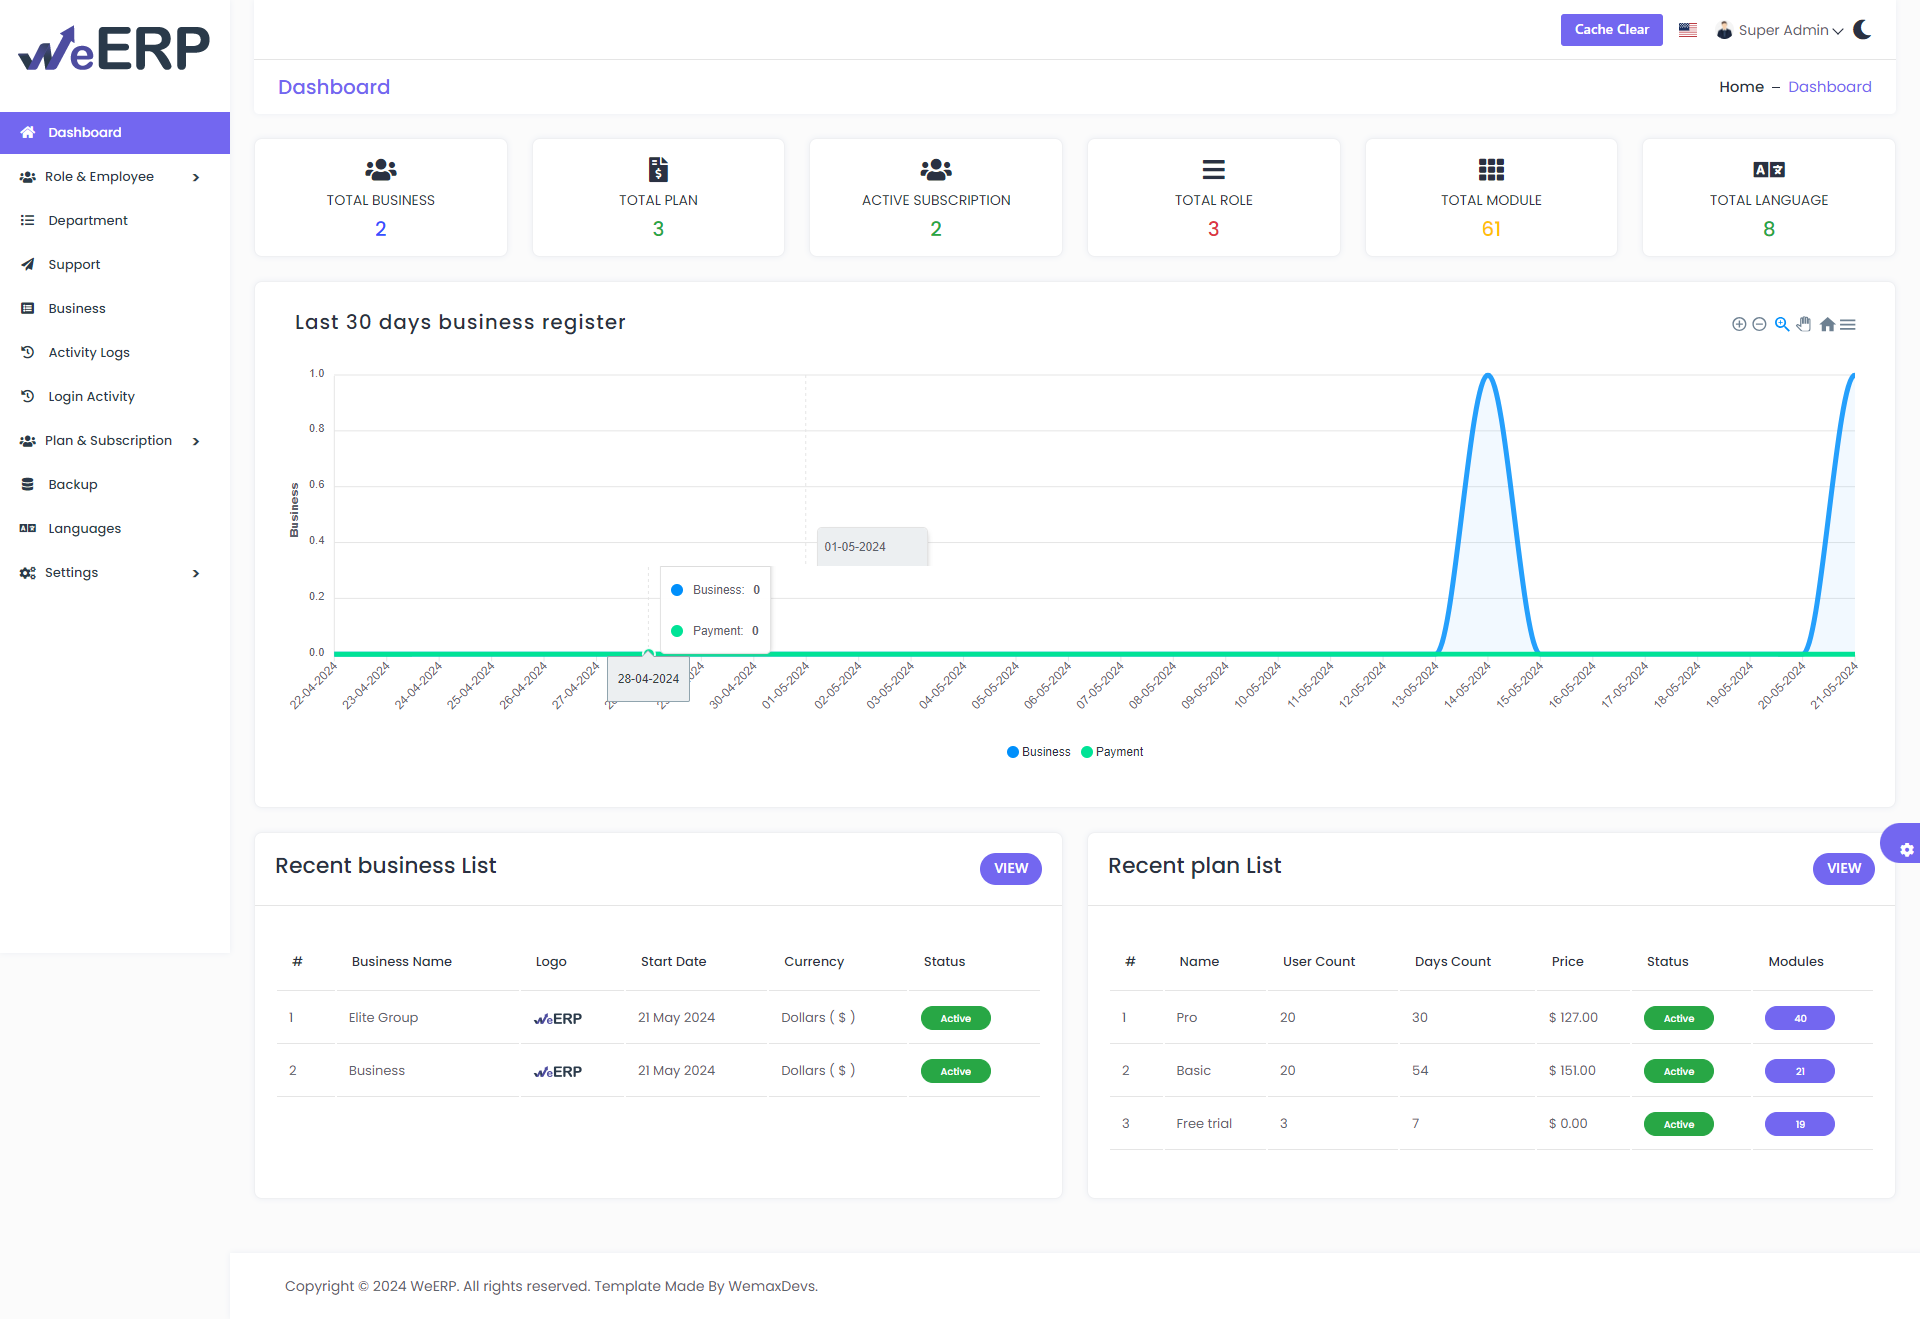 WeERP
Cache Clear
Super Admin
Dashboard
Home – Dashboard
Dashboard
Role & Employee
Department
Support
Business
Activity Logs
Login Activity
Plan & Subscription
Backup
Languages
Settings
TOTAL BUSINESS
2
TOTAL PLAN
3
ACTIVE SUBSCRIPTION
2
TOTAL ROLE
3
TOTAL MODULE
61
TOTAL LANGUAGE
8
Last 30 days business register
Business
1.0
0.8
0.6
0.4
0.2
0.0
01-05-2024
Business: 0
Payment: 0
28-04-2024
22-04-2024
23-04-2024
24-04-2024
25-04-2024
26-04-2024
27-04-2024
30-04-2024
01-05-2024
02-05-2024
03-05-2024
04-05-2024
05-05-2024
06-05-2024
07-05-2024
08-05-2024
09-05-2024
10-05-2024
11-05-2024
12-05-2024
13-05-2024
14-05-2024
15-05-2024
16-05-2024
17-05-2024
18-05-2024
19-05-2024
20-05-2024
21-05-2024
Business Payment
Recent business List
VIEW
# Business Name Logo Start Date Currency Status
1 Elite Group WeERP 21 May 2024 Dollars ( $ ) Active
2 Business WeERP 21 May 2024 Dollars ( $ ) Active
Recent plan List
VIEW
# Name User Count Days Count Price Status Modules
1 Pro 20 30 $ 127.00 Active 40
2 Basic 20 54 $ 151.00 Active 21
3 Free trial 3 7 $ 0.00 Active 19
Copyright © 2024 WeERP. All rights reserved. Template Made By WemaxDevs.